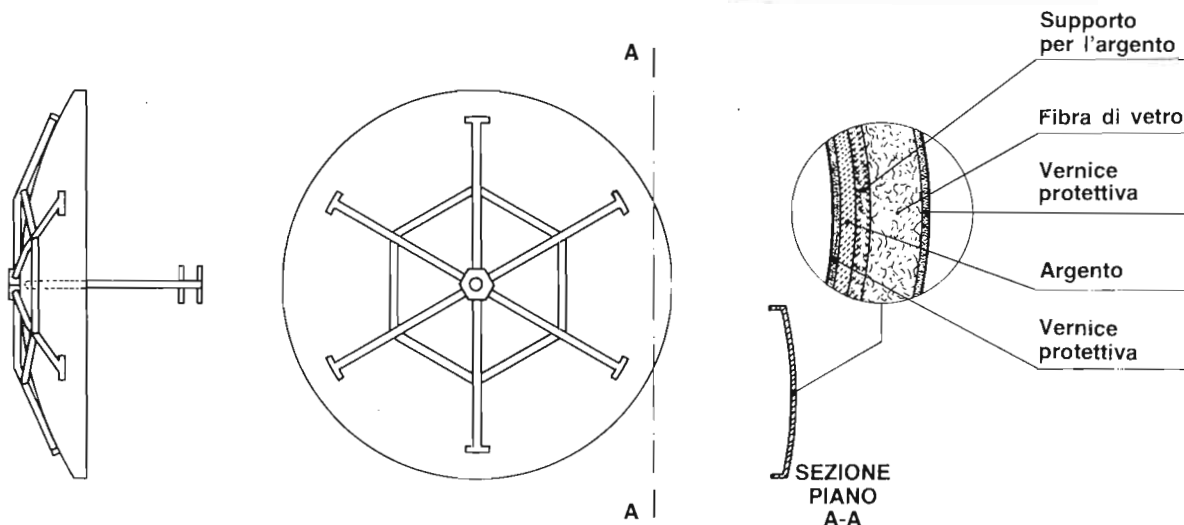 A
A
Supporto
per l'argento
Fibra di vetro
Vernice
protettiva
Argento
Vernice
protettiva
SEZIONE
PIANO
A-A